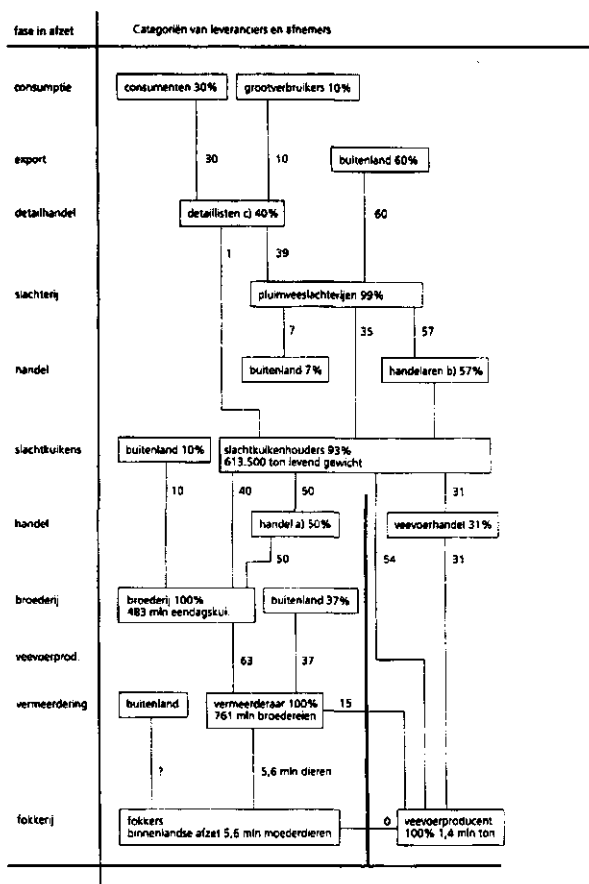 fase in afzet
Categoriën van leveranciers en afnemers
consumptie
consumenten 30%
grootverbruikers 10%
30
10
export
buitenland 60%
detailhandel
detaillisten c) 40%
60
1
39
slachterij
pluimveeslachterijen 99%
7
35
57
handel
buitenland 7%
handelaren b) 57%
slachtkuikens
buitenland 10%
slachtkuikenhouders 93%
613.500 ton levend gewicht
10
40
50
31
handel
handel a) 50%
veevoerhandel 31%
50
54
31
broederij
broederij 100%
483 mln eendagskui.
buitenland 37%
veevoerprod.
63
37
vermeerdering
buitenland
vermeerderaar 100%
761 mln broedereien
15
?
5,6 mln dieren
fokkerij
fokkers
binnenlandse afzet 5,6 mln moederdieren
0
veevoerproducent
100% 1,4 mln ton